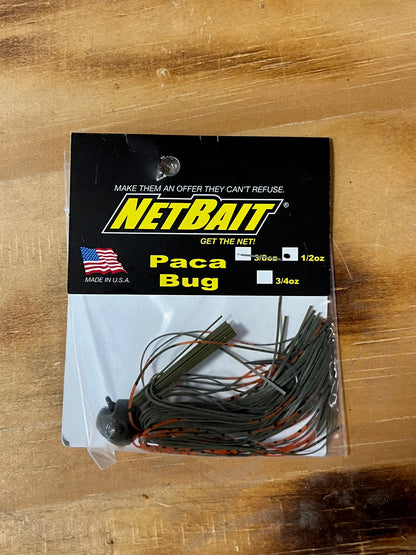 MAKE THEM AN OFFER THEY CAN'T REFUSE.
NETBAIT®
GET THE NET!
MADE IN U.S.A.
Paca Bug
3/8oz 1/2oz
3/4oz